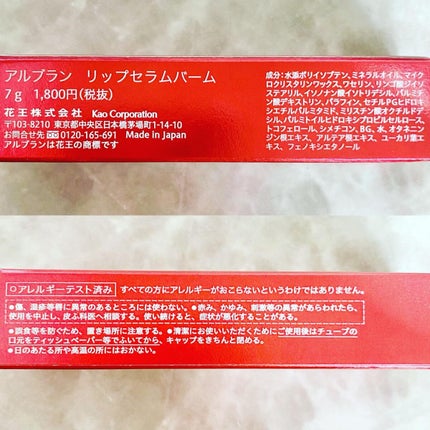 アルブラン リップセラムバーム
7g 1,800円(税抜)
花王株式会社 Kao Corporation
〒103-8210 東京都中央区日本橋茅場町1-14-10
お問合せ先 0120-165-691 Made in Japan
アルブランは花王の商標です
成分:水添ポリイソブテン、ミネラルオイル、マイク
ロクリスタリンワックス、ワセリン、リンゴ酸ジイソ
ステアリル、イソノナン酸イソトリデシル、パルミチ
ン酸デキストリン、パラフィン、セチルPGヒドロキ
シエチルパルミタミド、ミリスチン酸オクチルドデ
シル、パルミトイルヒドロキシプロピルセルロース、
トコフェロール、シメチコン、BG、水、オタネニン
ジン根エキス、アルテア根エキス、ユーカリ葉エ
キス、フェノキシエタノール
○アレルギーテスト済み すべての方にアレルギーがおこらないというわけではありません。
●傷、湿疹等唇に異常のあるところには使わない。●赤み、かゆみ、刺激等の異常があらわれたら、
使用を中止し、皮ふ科医へ相談する。使い続けると、症状が悪化することがある。
●誤食等を防ぐため、置き場所に注意する。●清潔にお使いいただくためにご使用後はチューブの
口元をティッシュペーパー等でふいてから、キャップをきちんと閉める。
●日のあたる所や高温の所にはおかない。